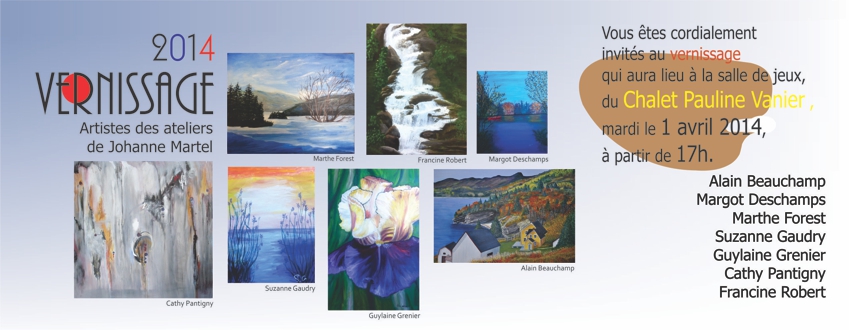 2014
VERNISSAGE
Artistes des ateliers
de Johanne Martel
Marthe Forest
Francine Robert
Margot Deschamps
Cathy Pantigny
Suzanne Gaudry
Guylaine Grenier
Alain Beauchamp
Vous êtes cordialement
invités au vernissage
qui aura lieu à la salle de jeux,
du Chalet Pauline Vanier ,
mardi le 1 avril 2014,
à partir de 17h.
Alain Beauchamp
Margot Deschamps
Marthe Forest
Suzanne Gaudry
Guylaine Grenier
Cathy Pantigny
Francine Robert